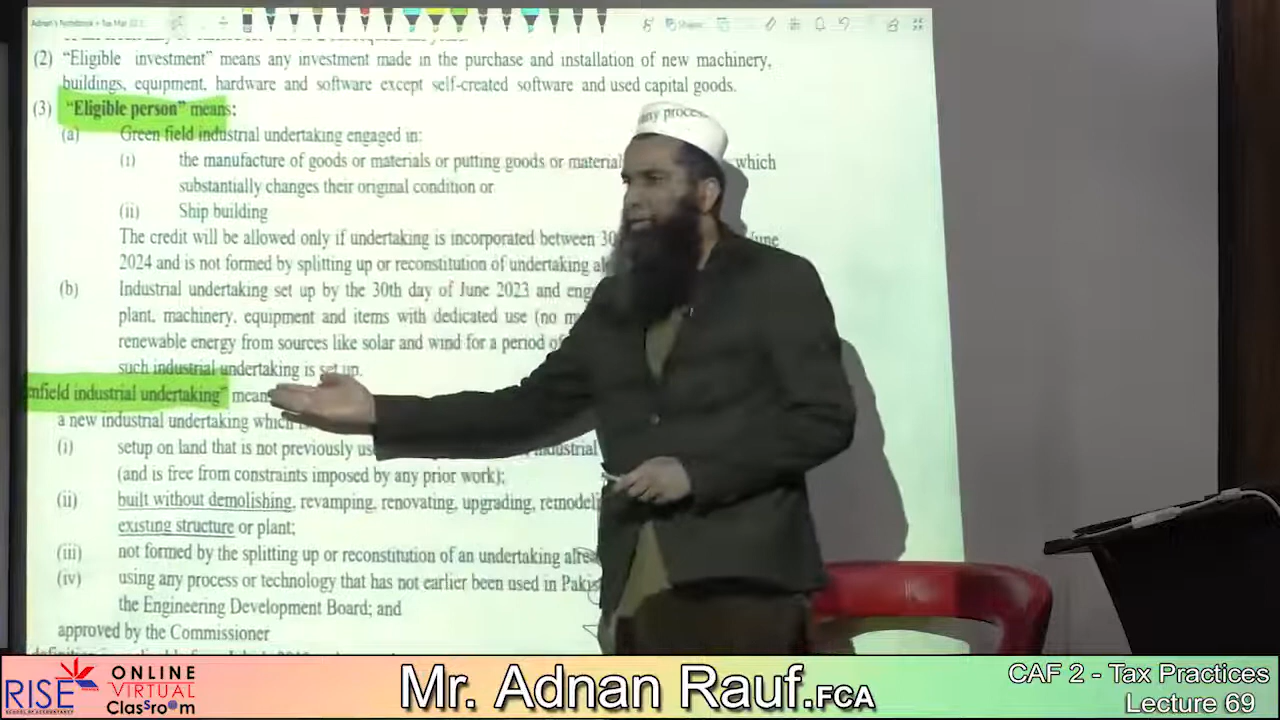 (2) “Eligible investment” means any investment made in the purchase and installation of new machinery,
buildings, equipment, hardware and software except self-created software and used capital goods.
(3) “Eligible person” means:
(a) Green field industrial undertaking engaged in:
any process
(i) the manufacture of goods or materials or putting goods or material which
substantially changes their original condition or
(ii) Ship building
The credit will be allowed only if undertaking is incorporated between 30 June
2024 and is not formed by splitting up or reconstitution of undertaking
(b) Industrial undertaking set up by the 30th day of June 2023 and
plant, machinery, equipment and items with dedicated use (no
renewable energy from sources like solar and wind for a period of
such industrial undertaking is set up.
nfield industrial undertaking” mean
a new industrial undertaking which
(i) setup on land that is not previously industrial
(and is free from constraints imposed by any prior work);
(ii) built without demolishing, revamping, renovating, upgrading, remodeli
existing structure or plant;
(iii) not formed by the splitting up or reconstitution of an undertaking
(iv) using any process or technology that has not earlier been used in Pakis
the Engineering Development Board; and
approved by the Commissioner
RISE
SCHOOL OF ACCOUNTANCY
ONLINE
VIRTUAL
Classroom
Mr. Adnan Rauf.FCA
CAF 2 - Tax Practices
Lecture 69